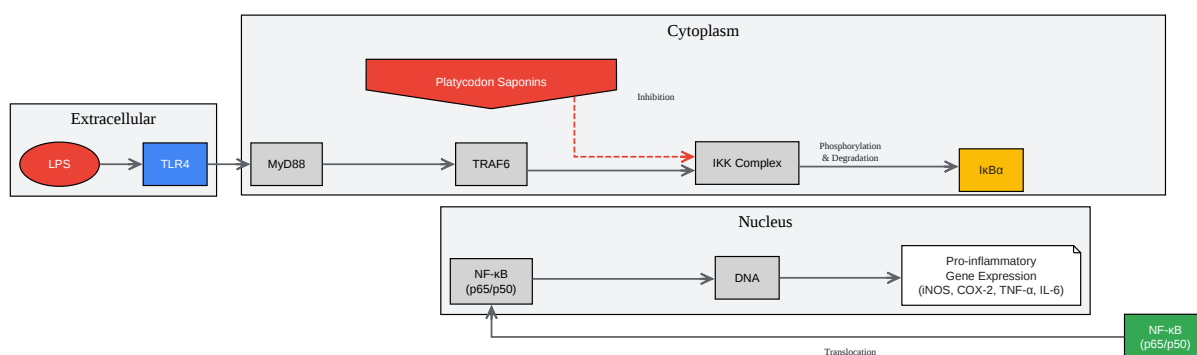 Cytoplasm
Platycodon Saponins
Inhibition
Extracellular
LPS
TLR4
MyD88
TRAF6
IKK Complex
Phosphorylation
& Degradation
IκBα
Nucleus
NF-κB
(p65/p50)
DNA
Pro-inflammatory
Gene Expression
(iNOS, COX-2, TNF-α, IL-6)
NF-κB
(p65/p50)
Translocation